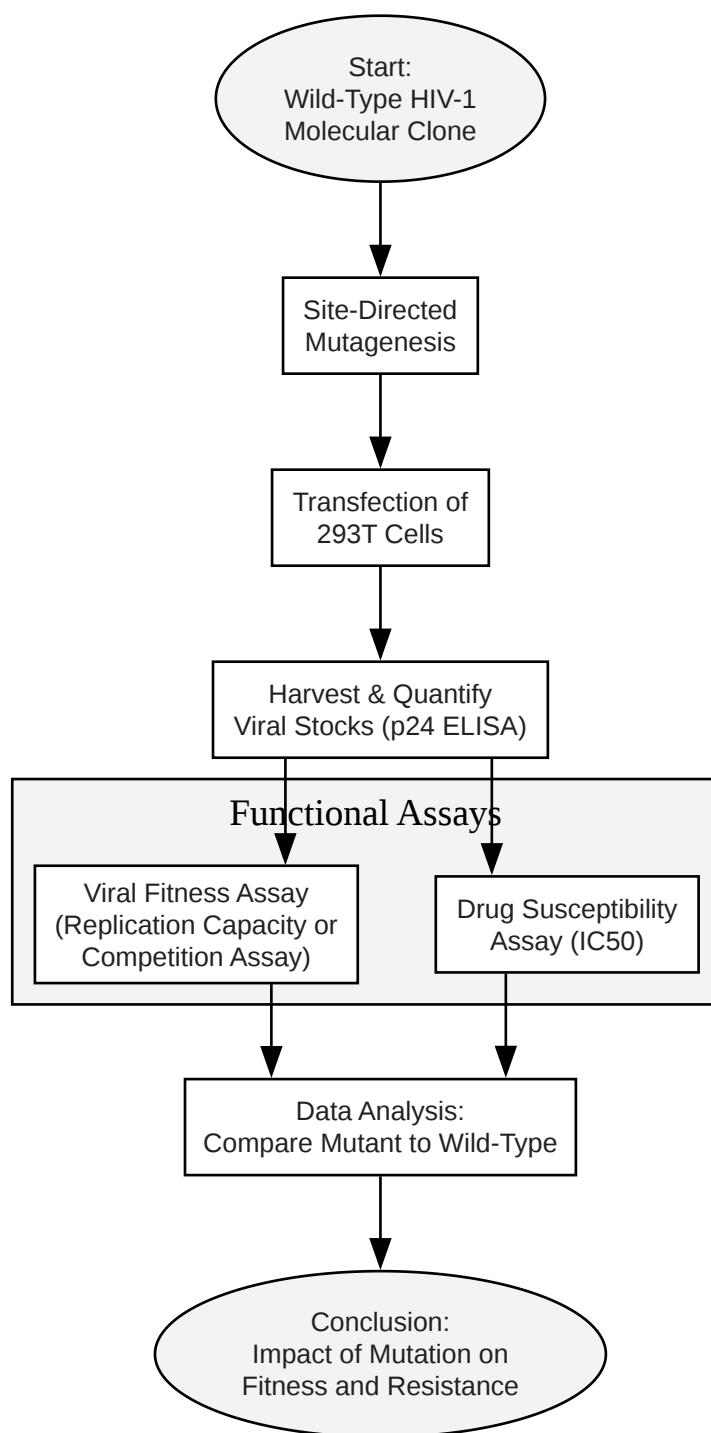 Start:
Wild-Type HIV-1
Molecular Clone
Site-Directed
Mutagenesis
Transfection of
293T Cells
Harvest & Quantify
Viral Stocks (p24 ELISA)
Functional Assays
Viral Fitness Assay
(Replication Capacity or
Competition Assay)
Drug Susceptibility
Assay (IC50)
Data Analysis:
Compare Mutant to Wild-Type
Conclusion:
Impact of Mutation on
Fitness and Resistance